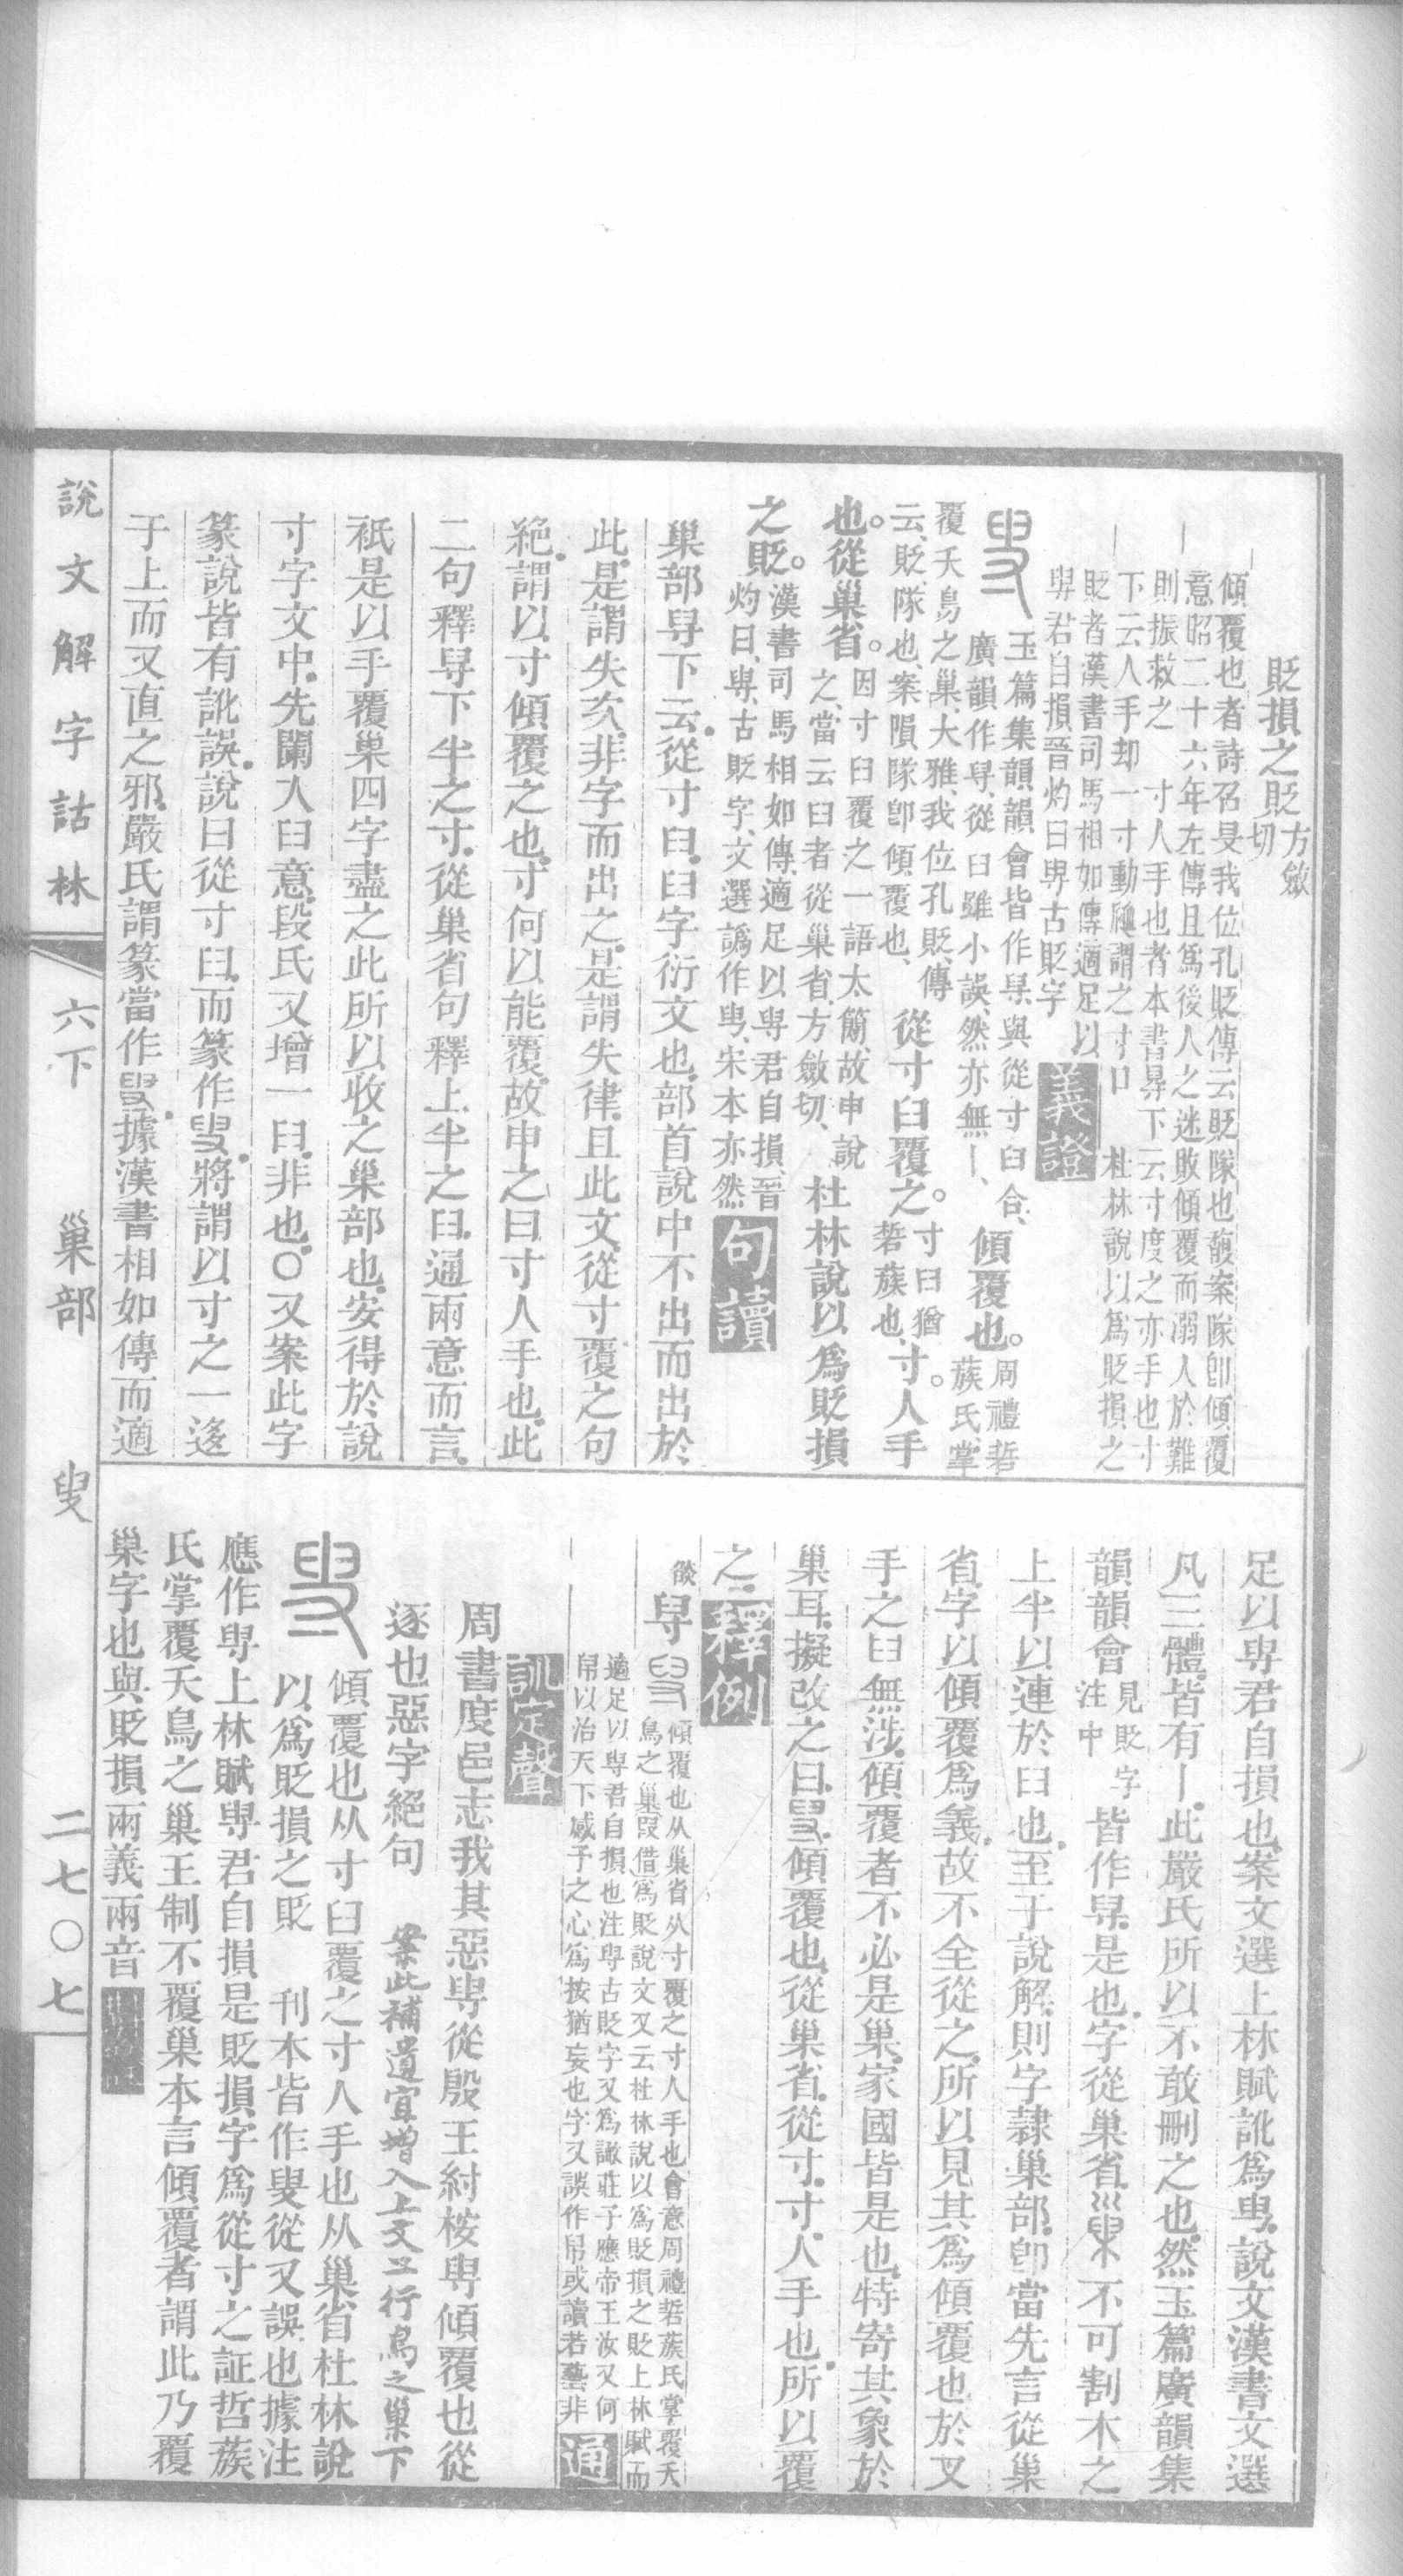 貶損之貶方斂切
傾覆也者詩召旻我位孔貶傳云貶隊也馥案隊卽傾覆
意昭二十六年左傳且爲後人之迷敗傾覆而溺人於難
則振救之　寸人手也者本書㝵下云寸度之亦手也寸
下云人手却一寸動𧖴謂之寸口　杜林說以爲貶損之
貶者漢書司馬相如傳適足以
㝵君自損晉灼曰㝵古貶字
義證
玉篇集韻韻會皆作㝵與從寸臼合、
廣韻作㝵、從臼雖小誤、然亦無丨、
傾覆也。周禮硩蔟氏、掌
覆夭鳥之巢、大雅、我位孔貶、傳
云、貶、隊也、案隕隊卽傾覆也、
從寸臼覆之。寸臼猶硩蔟也、寸。人手
也。從巢省。因寸臼覆之一語太簡、故申說
之、當云臼者從巢省、方斂切、
杜林說以爲貶損
之貶。漢書司馬相如傳、適足以㝵君自損、晉
灼曰、㝵、古貶字、文選譌作㝵、宋本亦然
句讀
巢部㝵下云、從寸臼、臼字衍文也、部首說中不出而出於
此、是謂失亥、非字而出之、是謂失律、且此文、從寸覆之句
絕、謂以寸傾覆之也、寸何以能覆、故申之曰、寸人手也、此
二句釋㝵下半之寸、從巢省句釋上半之臼、通兩意而言、
祇是以手覆巢四字盡之、此所以收之巢部也、安得於說
寸字文中、先闌入臼意、段氏又增一臼、非也、〇又案此字
篆說皆有訛誤、說曰從寸臼、而篆作、將謂以寸之一迻
于上而又直之邪、嚴氏謂篆當作、據漢書相如傳而適
足以㝵君自損也、案文選上林賦訛爲㝵、說文漢書文選
凡三體、皆有丨、此嚴氏所以不敢刪之也、然玉篇廣韻集
韻韻會見貶字注中皆作㝵、是也、字從巢省、不可割木之
上半以連於臼也、至于說解、則字隷巢部、卽當先言從巢
省、字以傾覆爲義、故不全從之、所以見其爲傾覆也、於叉
手之臼無涉、傾覆者不必是巢、家國皆是也、特寄其象於
巢耳、擬改之曰、傾覆也、從巢省、從寸、寸、人手也、所以覆
之、釋例
㝵
傾覆也从巢省从寸覆之寸人手也會意周禮硩蔟氏掌覆夭
鳥之巢叚借爲貶說文又云杜林說以爲貶損之貶上林賦而
適足以㝵君自損也注㝵古貶字又爲譀莊子應帝王汝又何
帠以治天下感予之心爲按猶妄也字又誤作帠或讀若藝非
通訓定聲
周書度邑志我其惡㝵從殷王紂桉㝵傾覆也從
逐也惡字絕句　案此補遺宜增入上文二行鳥之巢下
傾覆也从寸臼覆之寸人手也从巢省杜林說
以爲貶損之貶　刊本皆作叟從又誤也據注
應作㝵上林賦㝵君自損是貶損字爲從寸之証哲蔟
氏掌覆夭鳥之巢王制不覆巢本言傾覆者謂此乃覆
巢字也與貶損兩義兩音
說文解字詁林
六下　巢部
二七〇七